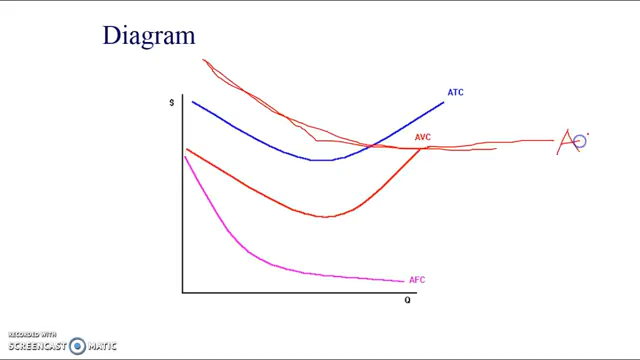 Diagram
$
ATC
AVC
A
AFC
Q
RECORDED WITH
SCREENCAST MATIC